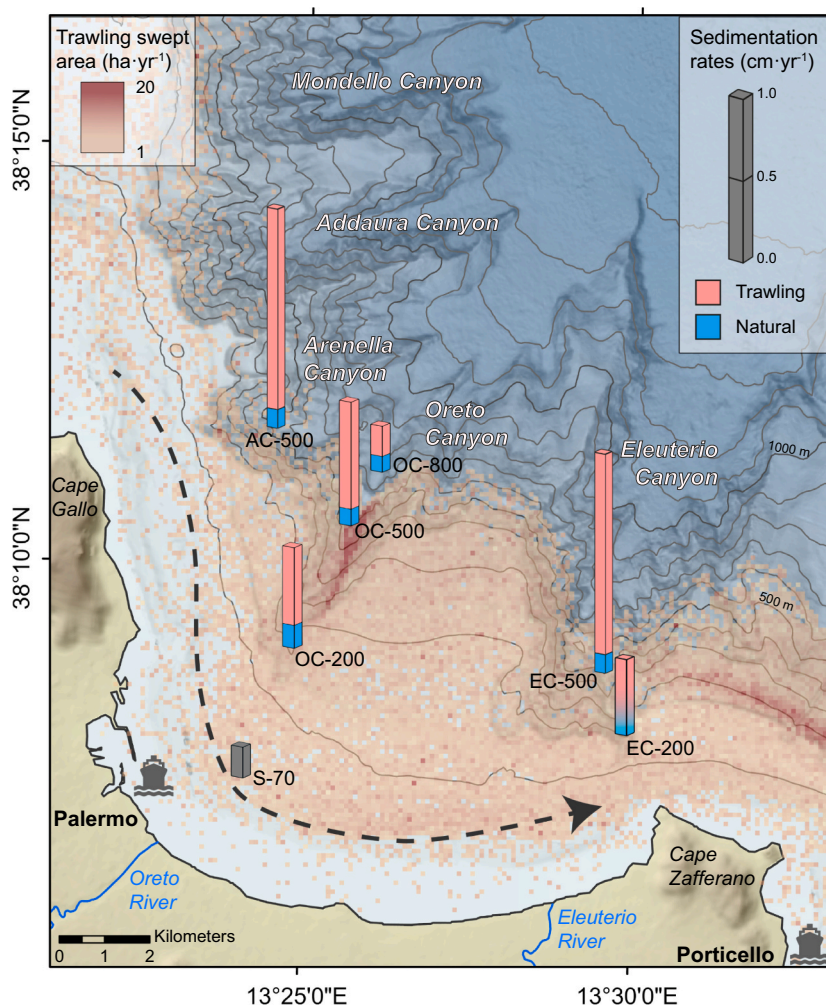 Trawling swept
area (ha·yr⁻¹)
20
1
Sedimentation
rates (cm·yr⁻¹)
1.0
0.5
0.0
Trawling
Natural
38°15'0"N
38°10'0"N
Mondello Canyon
Addaura Canyon
Arenella
Canyon
Oreto
Canyon
Eleuterio
Canyon
AC-500
OC-800
OC-500
1000 m
500 m
Cape
Gallo
OC-200
EC-500
EC-200
S-70
Palermo
Oreto
River
Cape
Zafferano
Eleuterio
River
Porticello
Kilometers
0
1
2
13°25'0"E
13°30'0"E